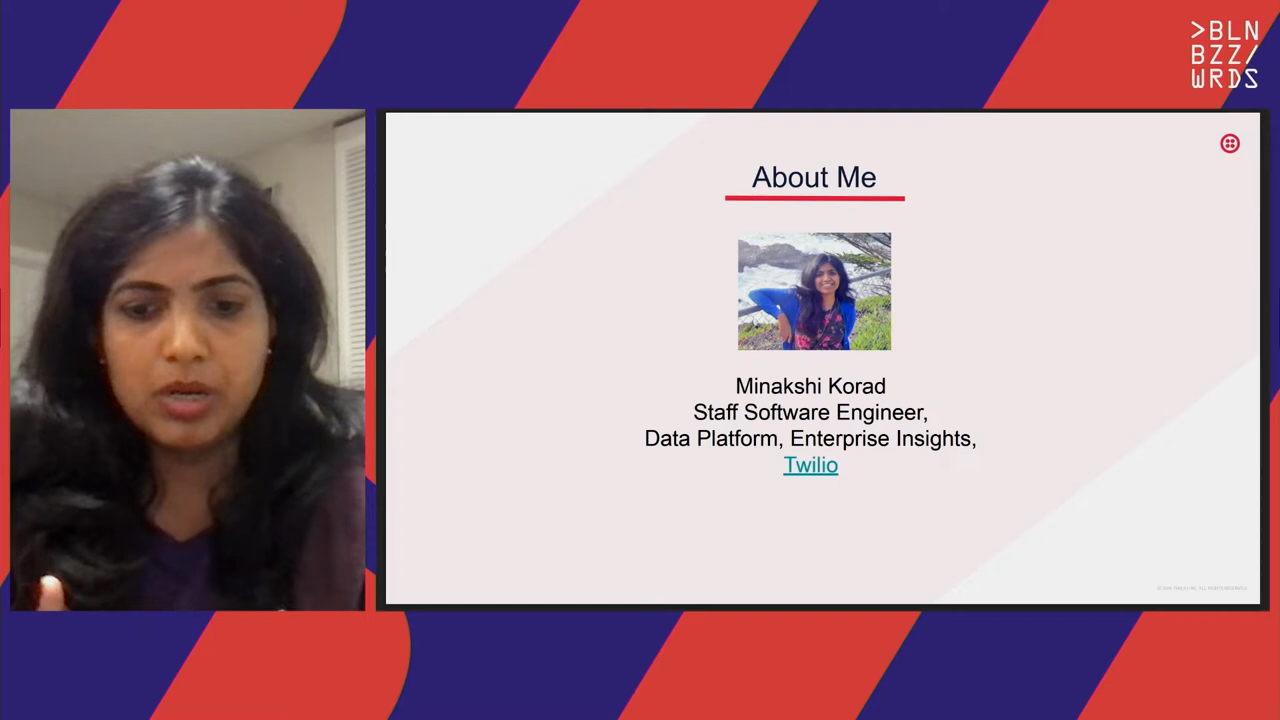 >BLN
BZZ/
WRDS
About Me
Minakshi Korad
Staff Software Engineer,
Data Platform, Enterprise Insights,
Twilio